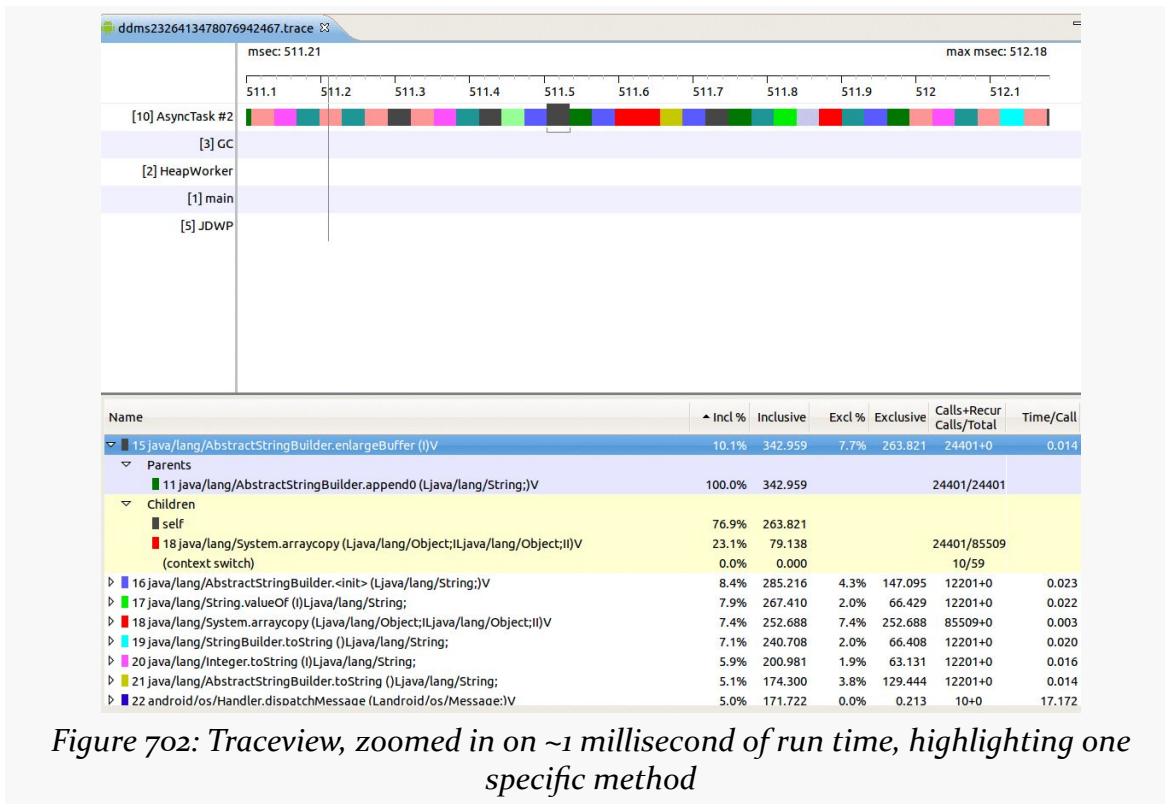 ddms2326413478076942467.trace
msec: 511.21 max msec: 512.18
511.1 511.2 511.3 511.4 511.5 511.6 511.7 511.8 511.9 512 512.1
[10] AsyncTask #2
[3] GC
[2] HeapWorker
[1] main
[5] JDWP
Name Incl % Inclusive Excl % Exclusive Calls+Recur Calls/Total Time/Call
15 java/lang/AbstractStringBuilder.enlargeBuffer (I)V 10.1% 342.959 7.7% 263.821 24401+0 0.014
Parents
11 java/lang/AbstractStringBuilder.append0 (Ljava/lang/String;)V 100.0% 342.959 24401/24401
Children
self 76.9% 263.821
18 java/lang/System.arraycopy (Ljava/lang/Object;ILjava/lang/Object;II)V 23.1% 79.138 24401/85509
(context switch) 0.0% 0.000 10/59
16 java/lang/AbstractStringBuilder.<init> (Ljava/lang/String;)V 8.4% 285.216 4.3% 147.095 12201+0 0.023
17 java/lang/String.valueOf (I)Ljava/lang/String; 7.9% 267.410 2.0% 66.429 12201+0 0.022
18 java/lang/System.arraycopy (Ljava/lang/Object;ILjava/lang/Object;II)V 7.4% 252.688 7.4% 252.688 85509+0 0.003
19 java/lang/StringBuilder.toString ()Ljava/lang/String; 7.1% 240.708 2.0% 66.408 12201+0 0.020
20 java/lang/Integer.toString (I)Ljava/lang/String; 5.9% 200.981 1.9% 63.131 12201+0 0.016
21 java/lang/AbstractStringBuilder.toString ()Ljava/lang/String; 5.1% 174.300 3.8% 129.444 12201+0 0.014
22 android/os/Handler.dispatchMessage (Landroid/os/Message;)V 5.0% 171.722 0.0% 0.213 10+0 17.172
Figure 702: Traceview, zoomed in on ~1 millisecond of run time, highlighting one
specific method